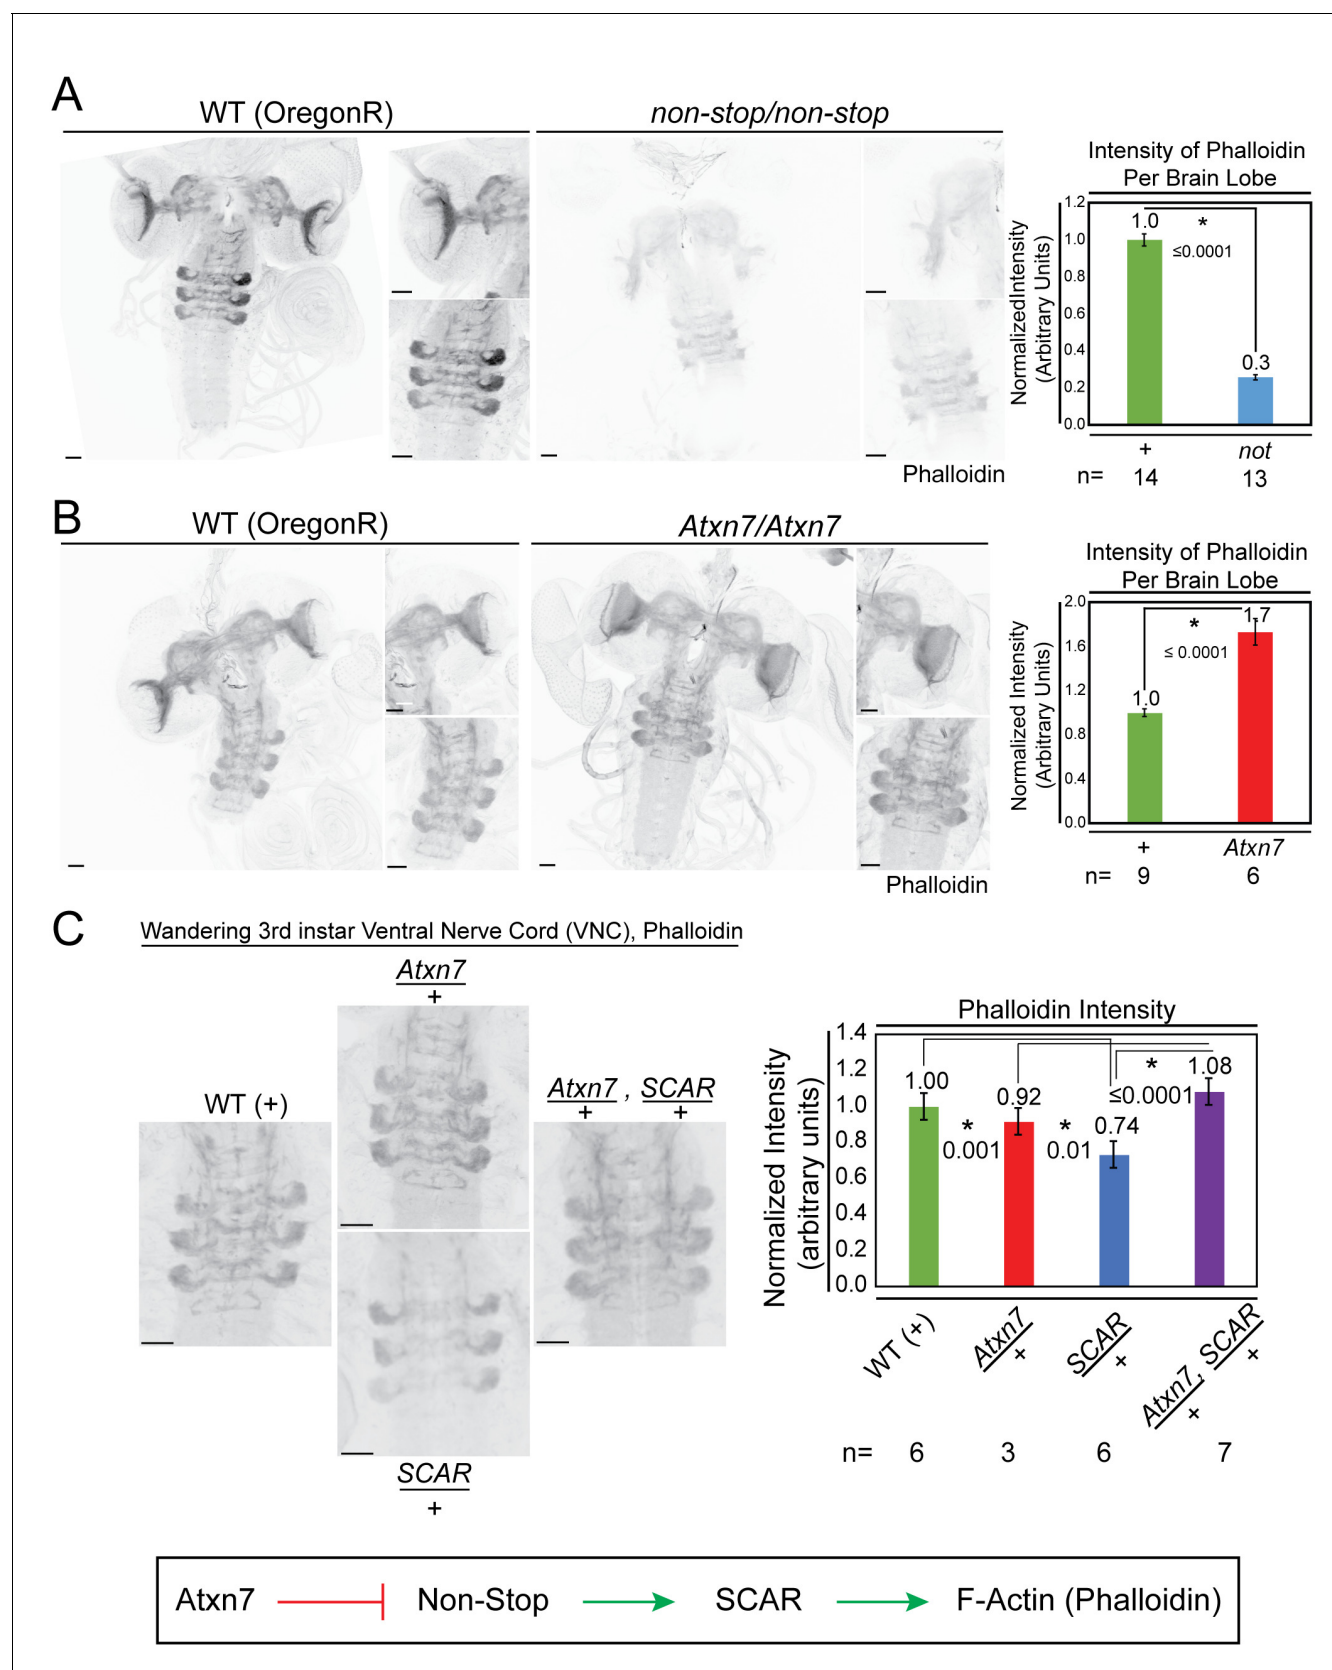 A
WT (OregonR)
non-stop/non-stop
Phalloidin
Intensity of Phalloidin
Per Brain Lobe
NormalizedIntensity
(Arbitrary Units)
1.2
1.0
0.8
0.6
0.4
0.2
0.0
1.0
*
≤0.0001
0.3
+ not
n= 14 13
B
WT (OregonR)
Atxn7/Atxn7
Phalloidin
Intensity of Phalloidin
Per Brain Lobe
Normalized Intensity
(Arbitrary Units)
2.0
1.6
1.2
0.8
0.4
0.0
1.7
*
≤ 0.0001
1.0
+ Atxn7
n= 9 6
C
Wandering 3rd instar Ventral Nerve Cord (VNC), Phalloidin
Atxn7
+
WT (+)
Atxn7 , SCAR
+ +
SCAR
+
Phalloidin Intensity
Normalized Intensity
(arbitrary units)
1.4
1.2
1.0
0.8
0.6
0.4
0.2
0.0
1.00
*
0.001
0.92
*
0.01
0.74
*
≤0.0001
1.08
WT (+)
Atxn7
+
SCAR
+
Atxn7, SCAR
+ +
n= 6 3 6 7
Atxn7 Non-Stop SCAR F-Actin (Phalloidin)